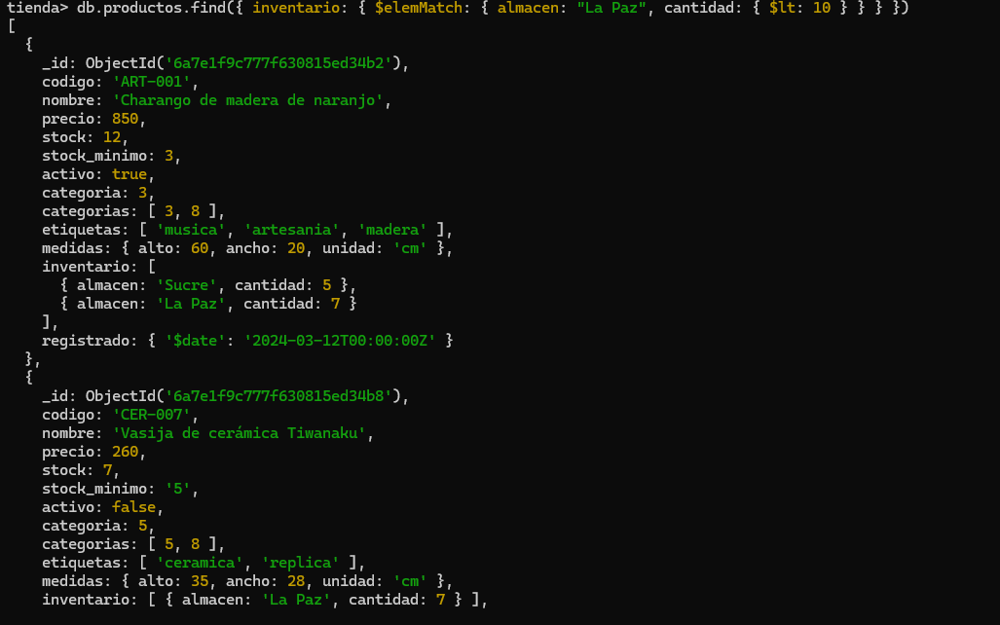 tienda> db.productos.find({ inventario: { $elemMatch: { almacen: "La Paz", cantidad: { $lt: 10 } } } })
[
  {
    _id: ObjectId('6a7e1f9c777f630815ed34b2'),
    codigo: 'ART-001',
    nombre: 'Charango de madera de naranjo',
    precio: 850,
    stock: 12,
    stock_minimo: 3,
    activo: true,
    categoria: 3,
    categorias: [ 3, 8 ],
    etiquetas: [ 'musica', 'artesania', 'madera' ],
    medidas: { alto: 60, ancho: 20, unidad: 'cm' },
    inventario: [
      { almacen: 'Sucre', cantidad: 5 },
      { almacen: 'La Paz', cantidad: 7 }
    ],
    registrado: { '$date': '2024-03-12T00:00:00Z' }
  },
  {
    _id: ObjectId('6a7e1f9c777f630815ed34b8'),
    codigo: 'CER-007',
    nombre: 'Vasija de cerámica Tiwanaku',
    precio: 260,
    stock: 7,
    stock_minimo: '5',
    activo: false,
    categoria: 5,
    categorias: [ 5, 8 ],
    etiquetas: [ 'ceramica', 'replica' ],
    medidas: { alto: 35, ancho: 28, unidad: 'cm' },
    inventario: [ { almacen: 'La Paz', cantidad: 7 } ],